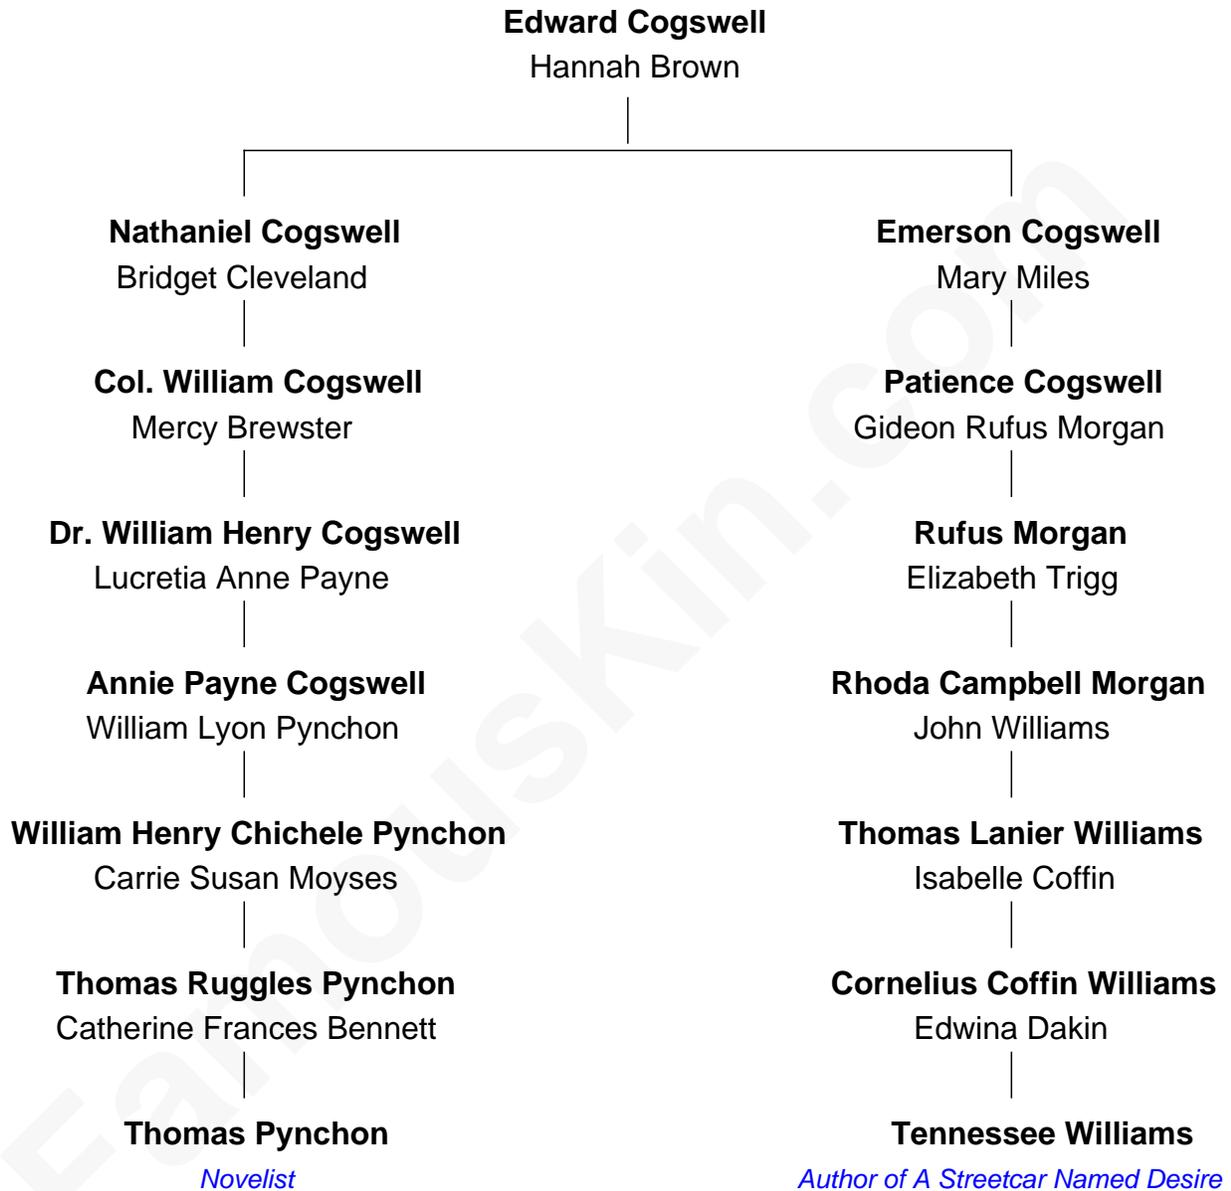 Edward Cogswell
Hannah Brown
Nathaniel Cogswell
Bridget Cleveland
Emerson Cogswell
Mary Miles
Col. William Cogswell
Mercy Brewster
Patience Cogswell
Gideon Rufus Morgan
Dr. William Henry Cogswell
Lucretia Anne Payne
Rufus Morgan
Elizabeth Trigg
Annie Payne Cogswell
William Lyon Pynchon
Rhoda Campbell Morgan
John Williams
William Henry Chichele Pynchon
Carrie Susan Moyses
Thomas Lanier Williams
Isabelle Coffin
Thomas Ruggles Pynchon
Catherine Frances Bennett
Cornelius Coffin Williams
Edwina Dakin
Thomas Pynchon
Novelist
Tennessee Williams
Author of A Streetcar Named Desire
FamousKin.com